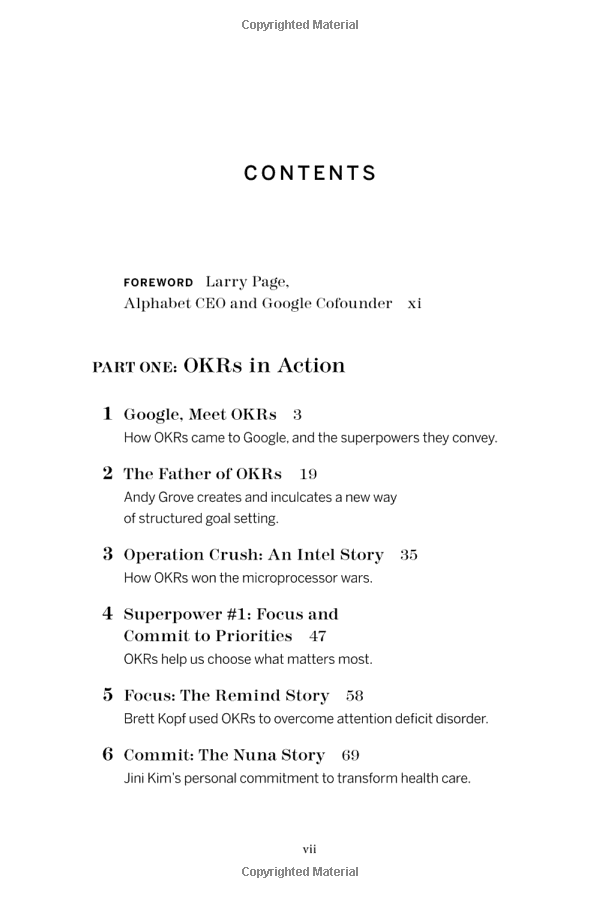 Copyrighted Material
CONTENTS
FOREWORD Larry Page,
Alphabet CEO and Google Cofounder xi
PART ONE: OKRs in Action
1 Google, Meet OKRs 3
How OKRs came to Google, and the superpowers they convey.
2 The Father of OKRs 19
Andy Grove creates and inculcates a new way
of structured goal setting.
3 Operation Crush: An Intel Story 35
How OKRs won the microprocessor wars.
4 Superpower #1: Focus and
Commit to Priorities 47
OKRs help us choose what matters most.
5 Focus: The Remind Story 58
Brett Kopf used OKRs to overcome attention deficit disorder.
6 Commit: The Nuna Story 69
Jini Kim's personal commitment to transform health care.
vii
Copyrighted Material